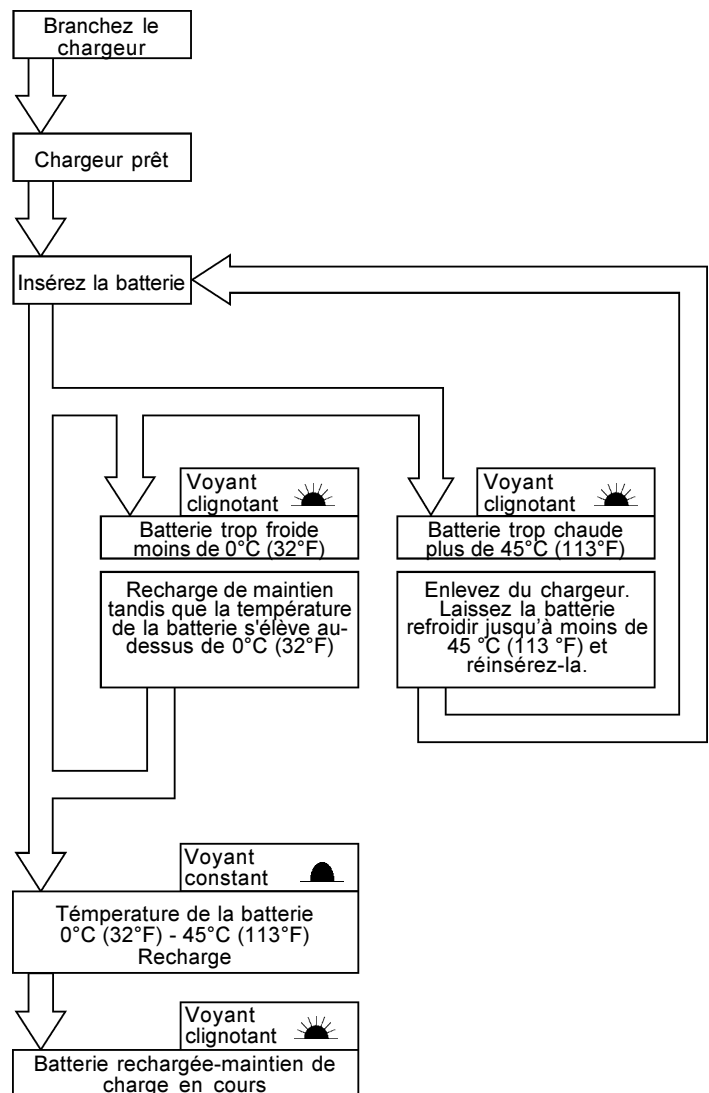 Branchez le
chargeur
Chargeur prêt
Insérez la batterie
Voyant
clignotant
Batterie trop froide
moins de 0°C (32°F)
Recharge de maintien
tandis que la température
de la batterie s'élève au-
dessus de 0°C (32°F)
Voyant
clignotant
Batterie trop chaude
plus de 45°C (113°F)
Enlevez du chargeur.
Laissez la batterie
refroidir jusqu'à moins de
45 °C (113 °F) et
réinsérez-la.
Voyant
constant
Témperature de la batterie
0°C (32°F) - 45°C (113°F)
Recharge
Voyant
clignotant
Batterie rechargée-maintien de
charge en cours